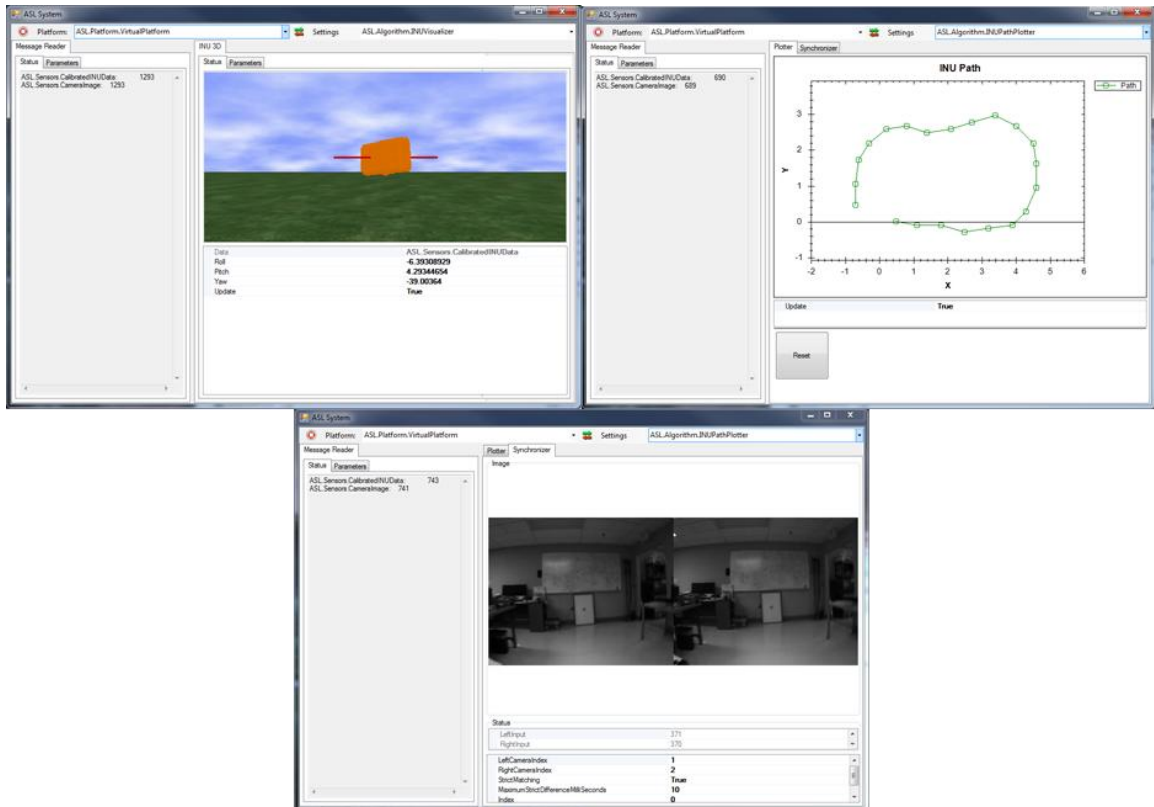 ASL System
Platform: ASL.Platform.VirtualPlatform Settings ASL.Algorithm.INUVisualizer
Message Reader
Status Parameters
ASL.Sensors.CalibratedINUData: 1293
ASL.Sensors.CameraImage: 1293
INU 3D
Status Parameters
Data ASL.Sensors.CalibratedINUData
Roll -6.39308929
Pitch 4.29344654
Yaw -39.00364
Update True
ASL System
Platform: ASL.Platform.VirtualPlatform Settings ASL.Algorithm.INUPathPlotter
Message Reader
Status Parameters
ASL.Sensors.CalibratedINUData: 690
ASL.Sensors.CameraImage: 689
Plotter Synchronizer
INU Path
Path
3
2
1
0
-1
Y
-2 -1 0 1 2 3 4 5 6
X
Update True
Reset
ASL System
Platform: ASL.Platform.VirtualPlatform Settings ASL.Algorithm.INUPathPlotter
Message Reader
Status Parameters
ASL.Sensors.CalibratedINUData: 743
ASL.Sensors.CameraImage: 741
Plotter Synchronizer
Image
Status
LeftInput 371
RightInput 370
LeftCameraIndex 1
RightCameraIndex 2
StrictMatching True
MaximumStrictDifferenceMilliSeconds 10
Index 0